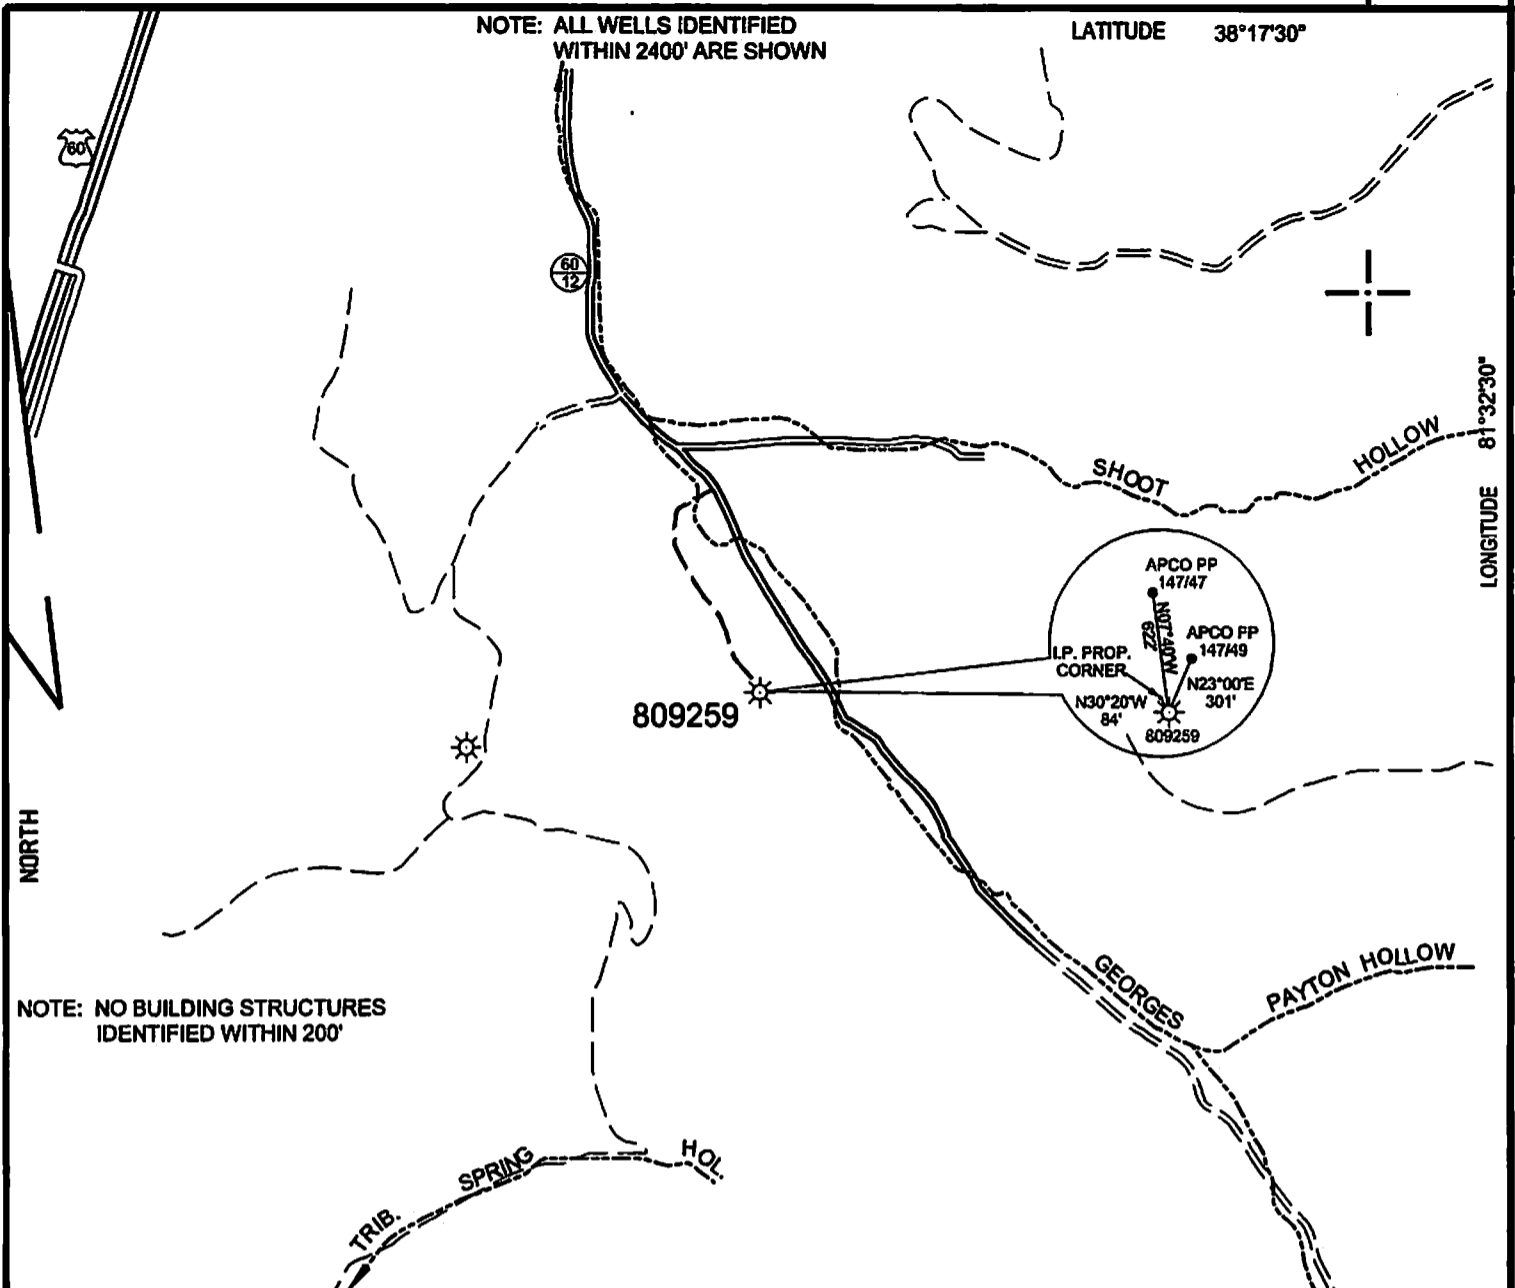 NOTE: ALL WELLS IDENTIFIED
WITHIN 2400' ARE SHOWN
LATITUDE 38°17'30"
60
60
12
LONGITUDE 81°32'30"
SHOOT HOLLOW
APCO PP
147/47
N07°40'W
622'
APCO PP
147/49
I.P. PROP.
CORNER
N23°00'E
301'
N30°20'W
84'
809259
809259
NORTH
GEORGES
PAYTON HOLLOW
NOTE: NO BUILDING STRUCTURES
IDENTIFIED WITHIN 200'
TRIB. SPRING HOL.